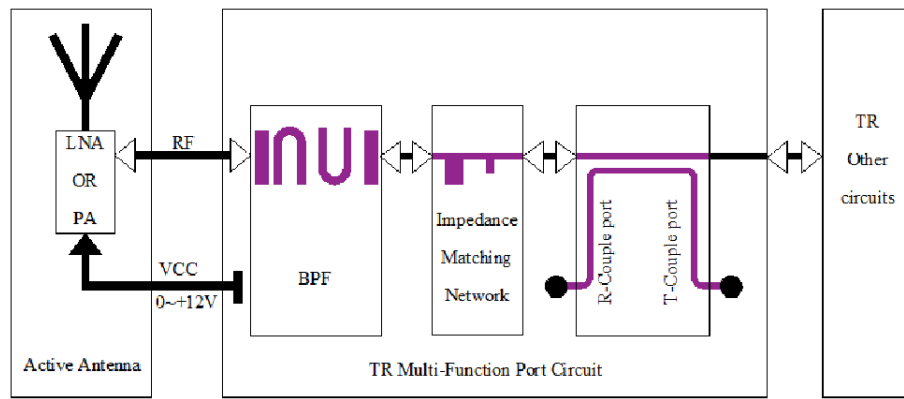 LNA
OR
PA
RF
VCC
0~+12V
Active Antenna
BPF
Impedance
Matching
Network
R-Couple port
T-Couple port
TR Multi-Function Port Circuit
TR
Other
circuits